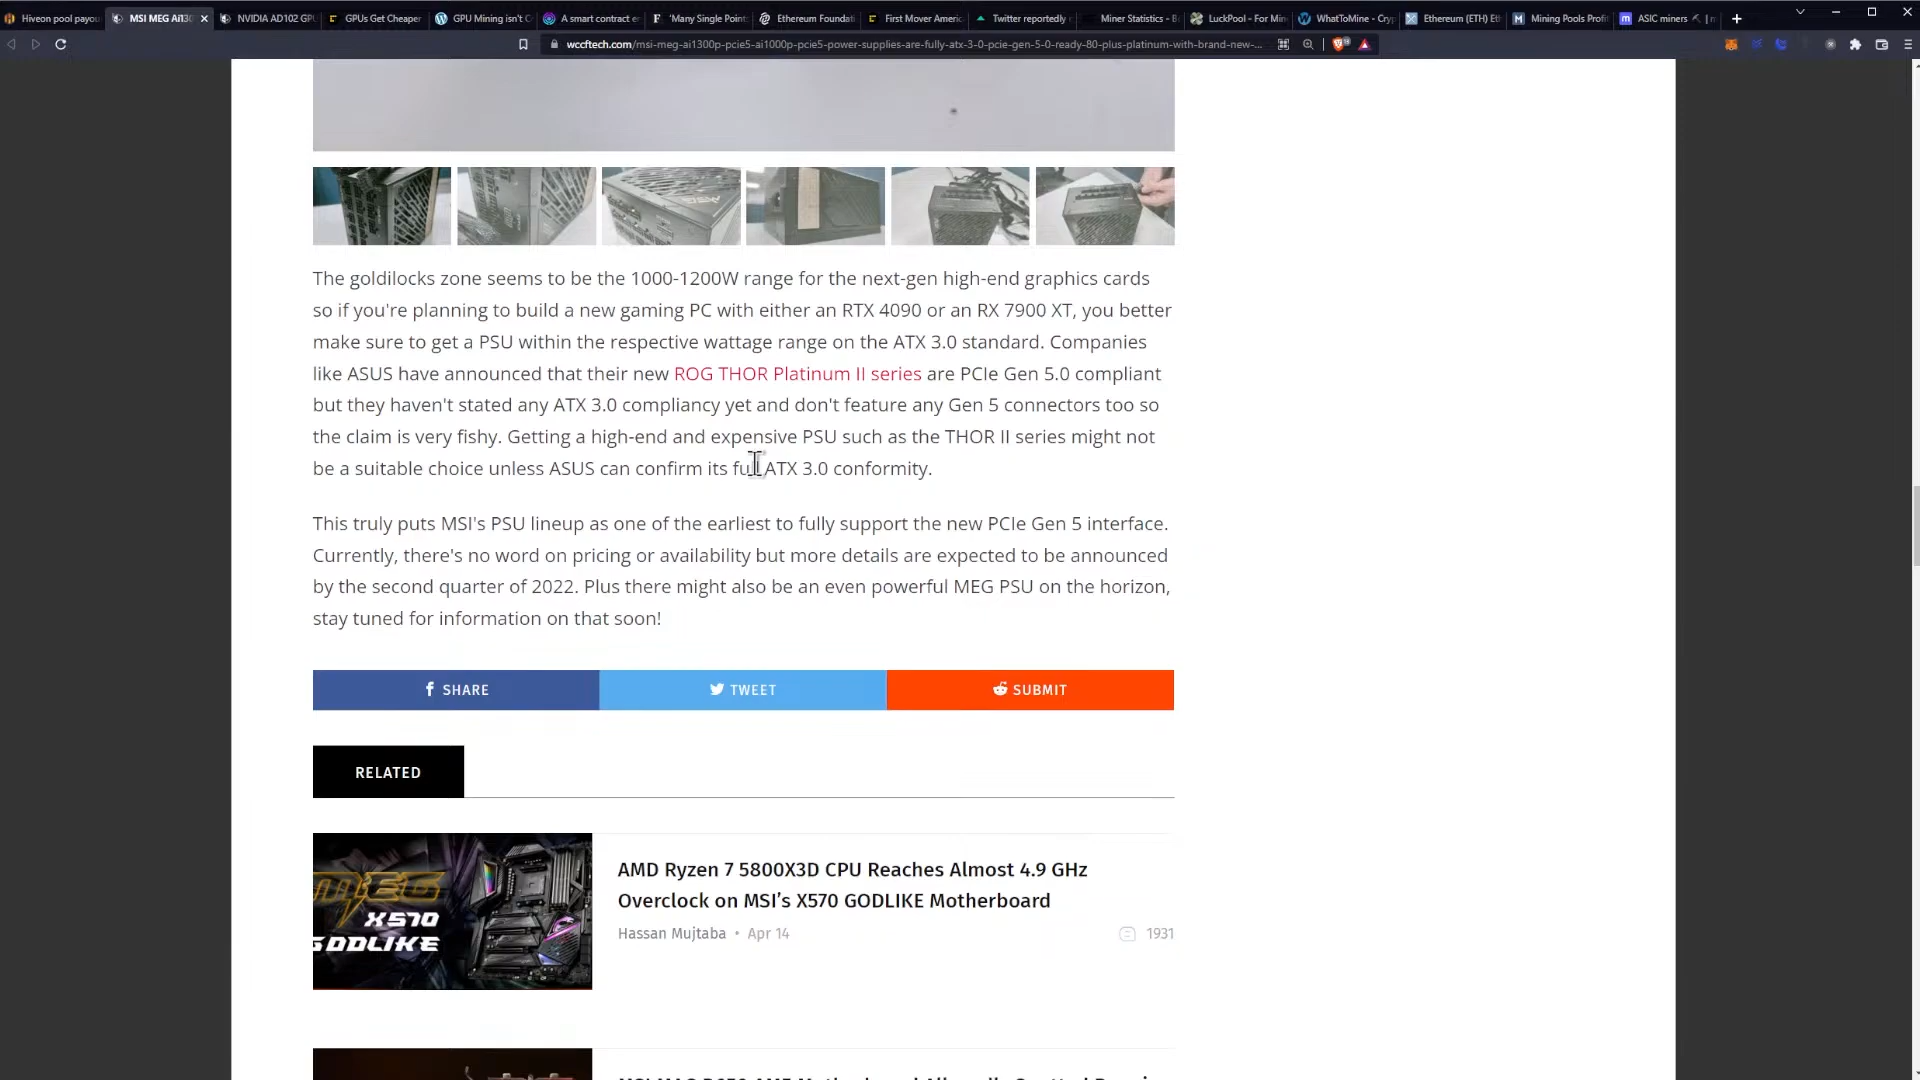 Hiveon pool payou
MSI MEG Ai13
NVIDIA AD102 GP
GPUs Get Cheaper
GPU Mining isn't C
A smart contract e
'Many Single Point
Ethereum Foundat
First Mover Americ
Twitter reportedly
Miner Statistics - B
LuckPool - For Min
WhatToMine - Cryp
Ethereum (ETH) Et
Mining Pools Profit
ASIC miners
wccftech.com/msi-meg-ai1300p-pcie5-ai1000p-pcie5-power-supplies-are-fully-atx-3-0-pcie-gen-5-0-ready-80-plus-platinum-with-brand-new-...
The goldilocks zone seems to be the 1000-1200W range for the next-gen high-end graphics cards
so if you're planning to build a new gaming PC with either an RTX 4090 or an RX 7900 XT, you better
make sure to get a PSU within the respective wattage range on the ATX 3.0 standard. Companies
like ASUS have announced that their new ROG THOR Platinum II series are PCIe Gen 5.0 compliant
but they haven't stated any ATX 3.0 compliancy yet and don't feature any Gen 5 connectors too so
the claim is very fishy. Getting a high-end and expensive PSU such as the THOR II series might not
be a suitable choice unless ASUS can confirm its full ATX 3.0 conformity.
This truly puts MSI's PSU lineup as one of the earliest to fully support the new PCIe Gen 5 interface.
Currently, there's no word on pricing or availability but more details are expected to be announced
by the second quarter of 2022. Plus there might also be an even powerful MEG PSU on the horizon,
stay tuned for information on that soon!
SHARE
TWEET
SUBMIT
RELATED
MEG
X570
GODLIKE
AMD Ryzen 7 5800X3D CPU Reaches Almost 4.9 GHz
Overclock on MSI's X570 GODLIKE Motherboard
Hassan Mujtaba • Apr 14
1931